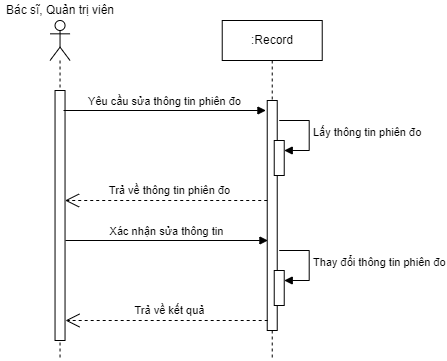 Bác sĩ, Quản trị viên
:Record
Yêu cầu sửa thông tin phiên đo
Lấy thông tin phiên đo
Trả về thông tin phiên đo
Xác nhận sửa thông tin
Thay đổi thông tin phiên đo
Trả về kết quả